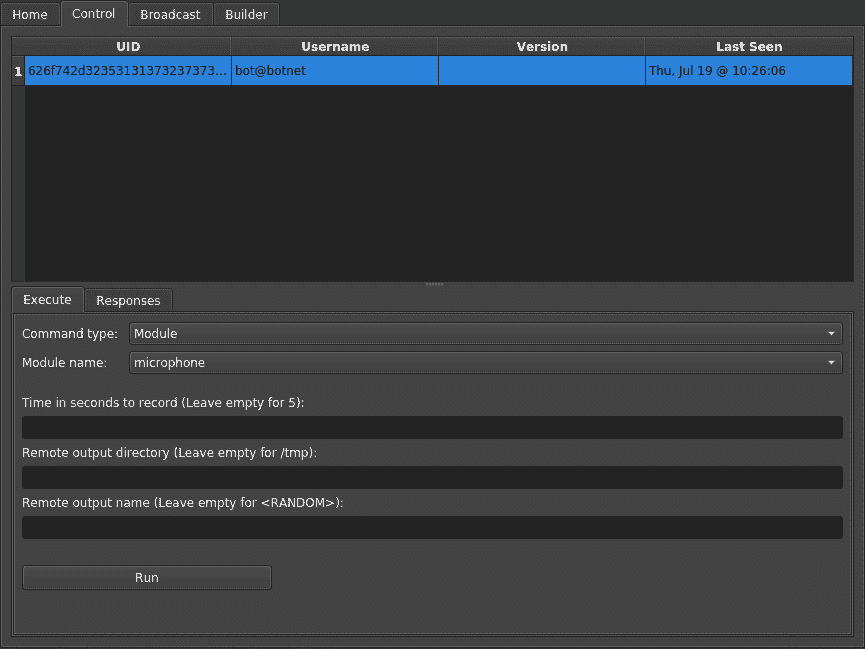 Home Control Broadcast Builder
UID Username Version Last Seen
1 626f742d32353131373237373... bot@botnet Thu, Jul 19 @ 10:26:06
Execute Responses
Command type: Module
Module name: microphone
Time in seconds to record (Leave empty for 5):
Remote output directory (Leave empty for /tmp):
Remote output name (Leave empty for <RANDOM>):
Run